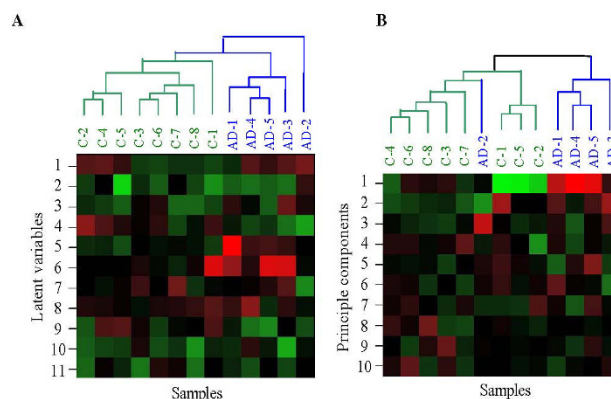 A
B
C-2 C-4 C-5 C-3 C-6 C-7 C-8 C-1 AD-1 AD-4 AD-5 AD-3 AD-2
C-4 C-6 C-8 C-3 C-7 AD-2 C-1 C-5 C-2 AD-1 AD-4 AD-5
Latent variables
1
2
3
4
5
6
7
8
9
10
11
Samples
Principle components
1
2
3
4
5
6
7
8
9
10
Samples